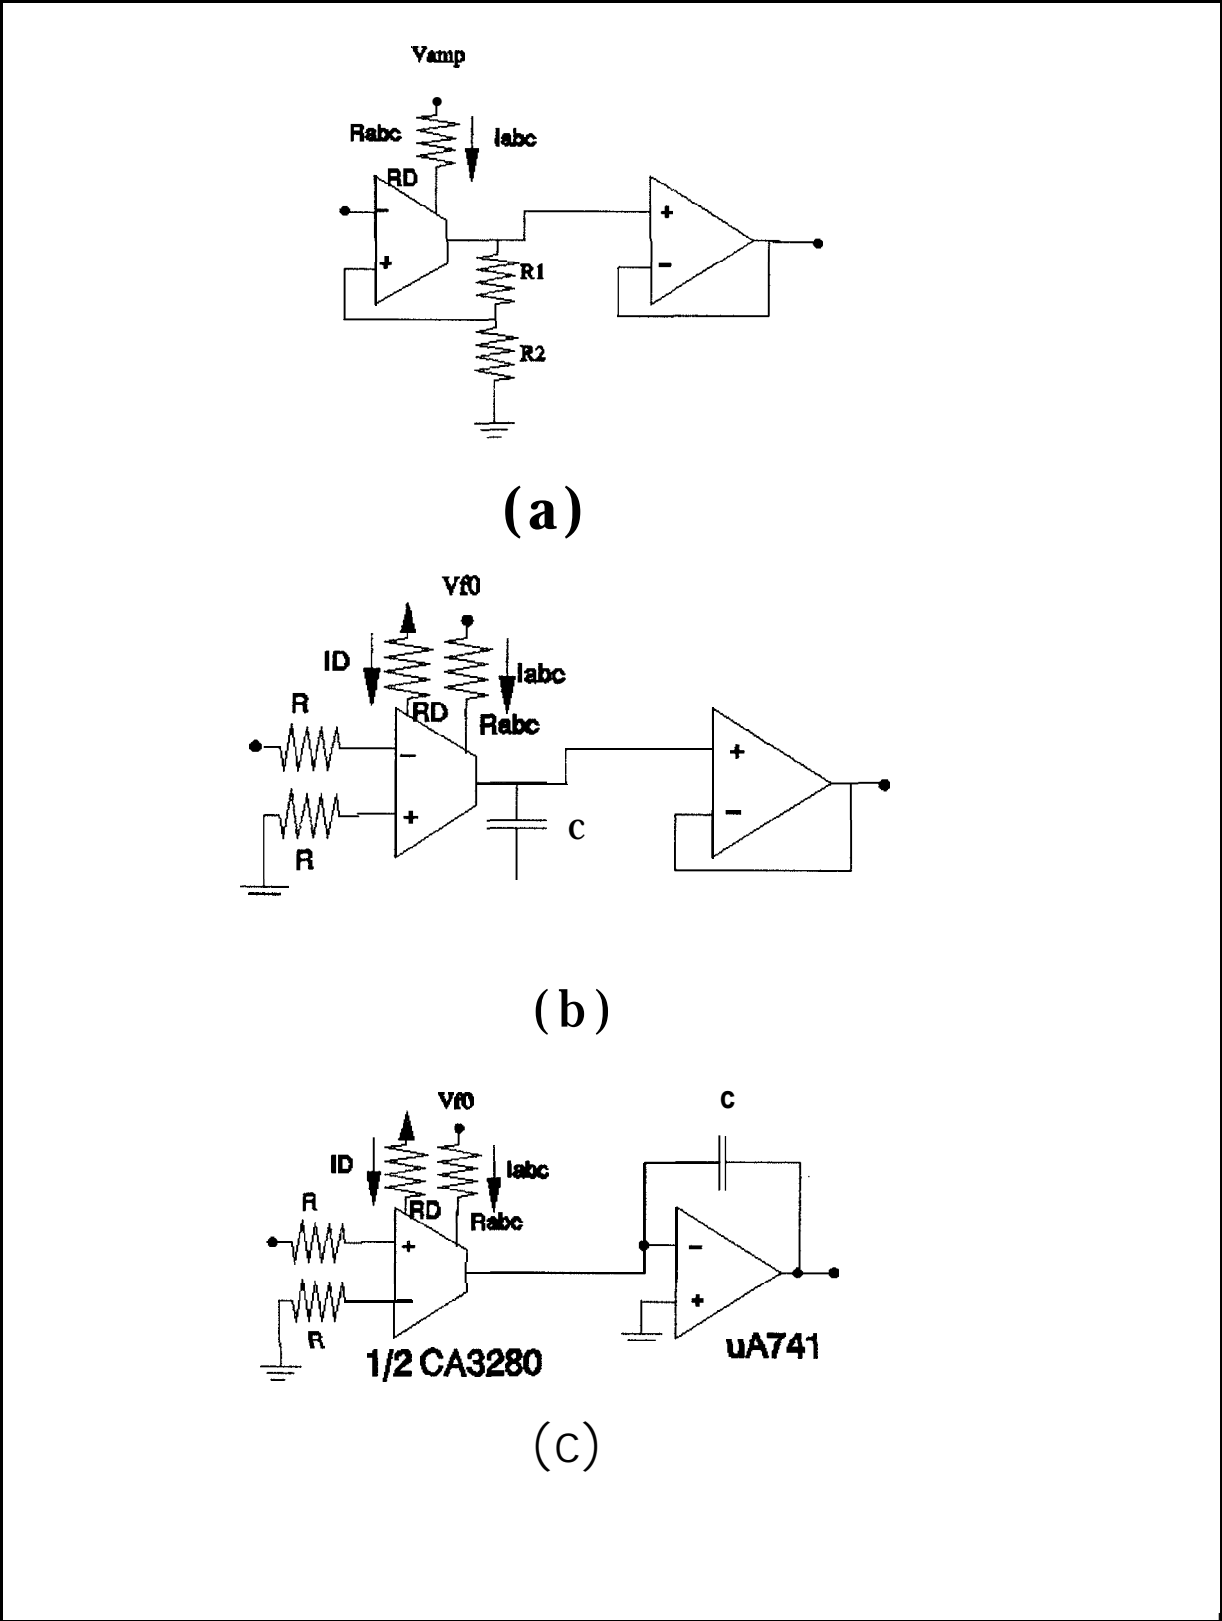 Vamp
Rabc
Iabc
RD
−
+
+
−
R1
R2
(a)
Vf0
ID
Iabc
R
RD
Rabc
−
+
+
−
C
R
(b)
Vf0
C
ID
Iabc
R
RD
Rabc
+
−
−
+
R
1/2 CA3280
uA741
(C)